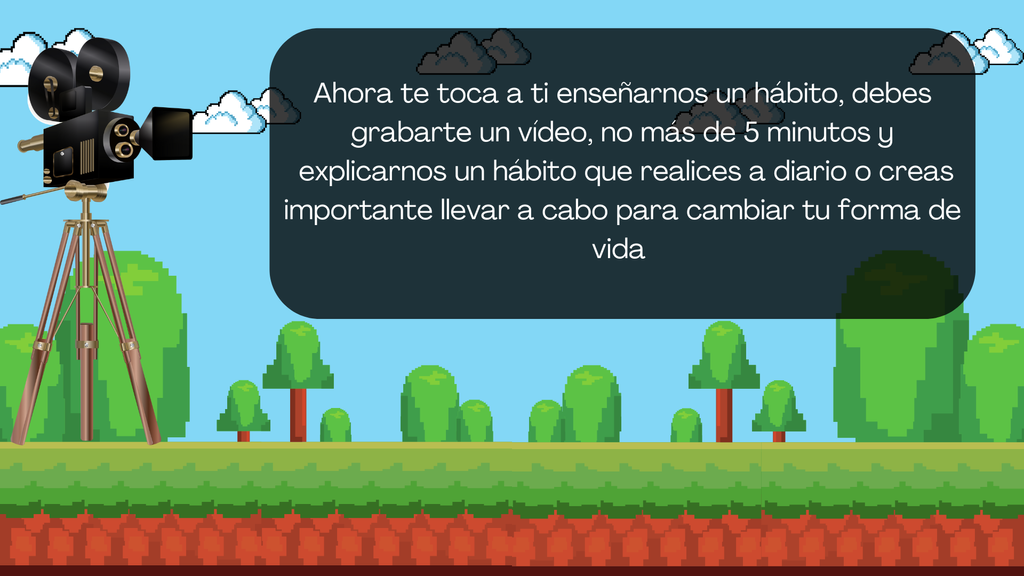 Ahora te toca a ti enseñarnos un hábito, debes
grabarte un vídeo, no más de 5 minutos y
explicarnos un hábito que realices a diario o creas
importante llevar a cabo para cambiar tu forma de
vida